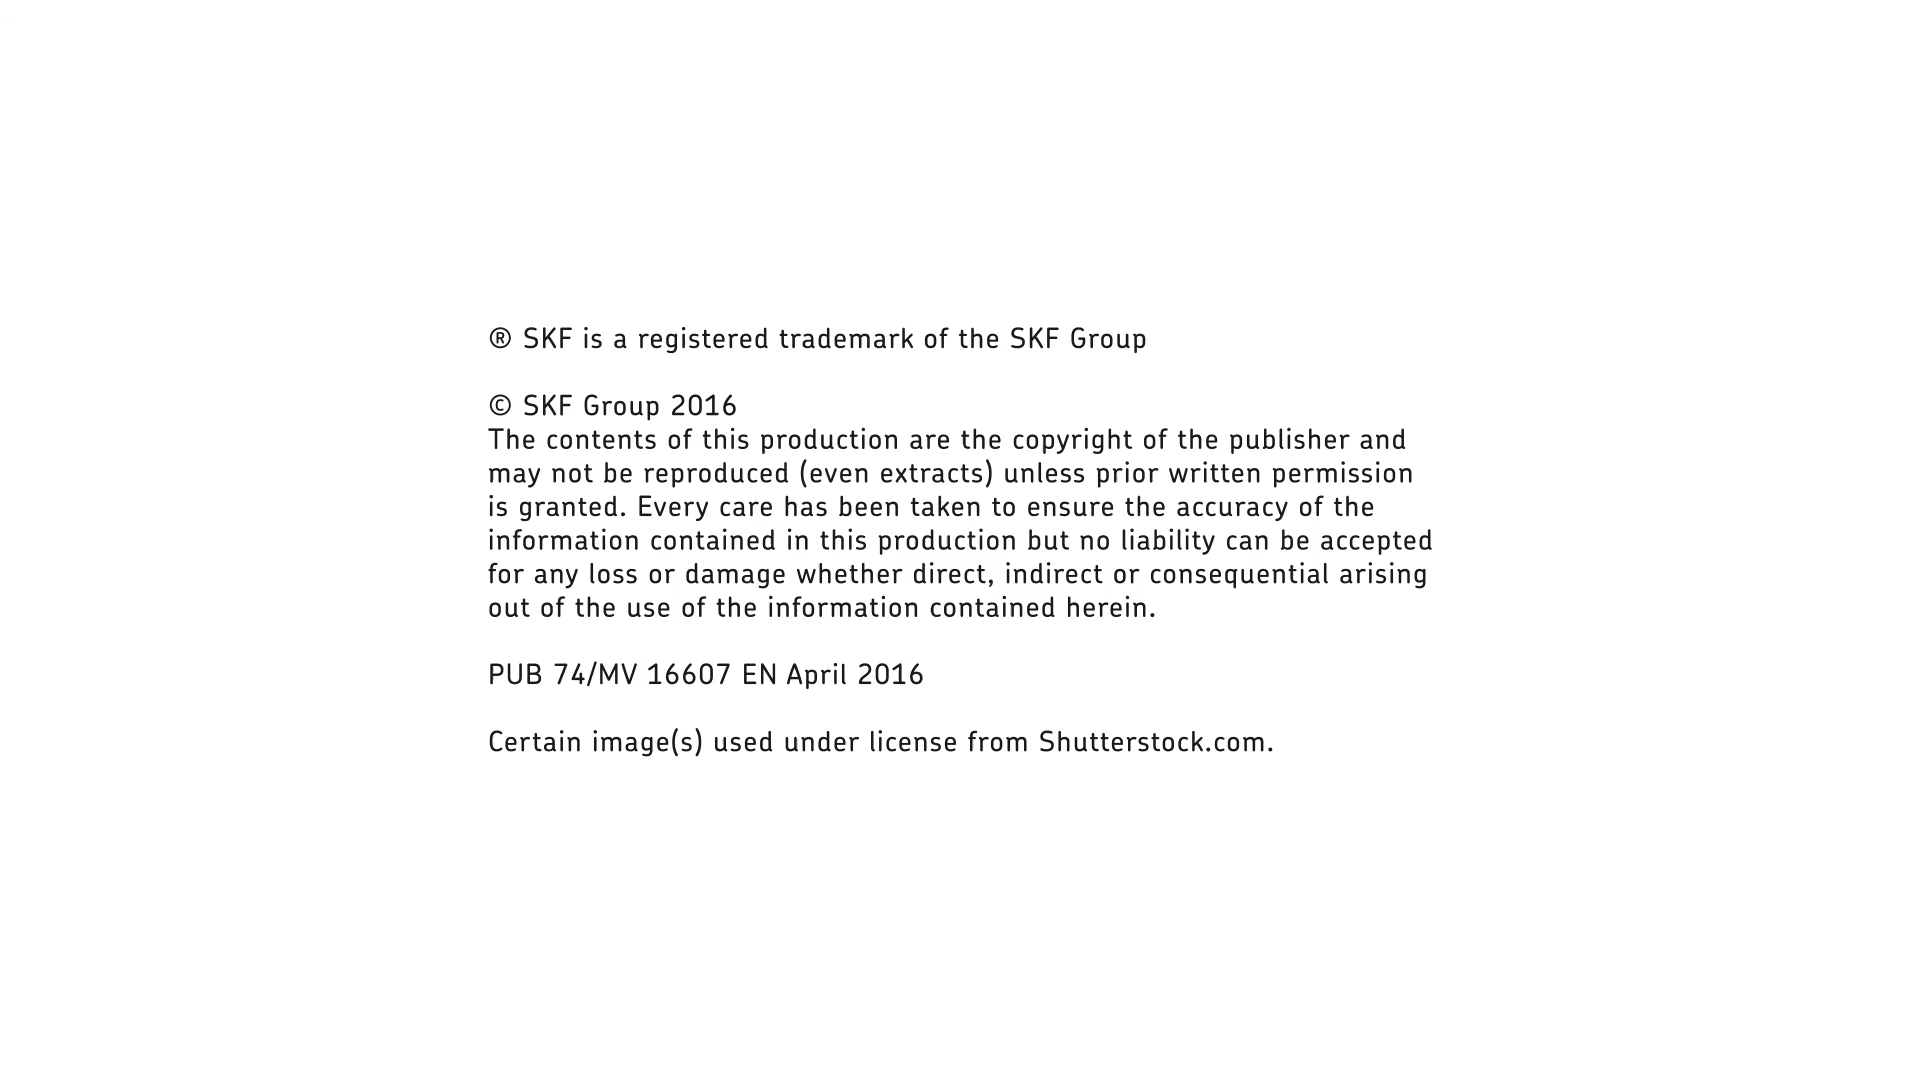 ® SKF is a registered trademark of the SKF Group
© SKF Group 2016
The contents of this production are the copyright of the publisher and
may not be reproduced (even extracts) unless prior written permission
is granted. Every care has been taken to ensure the accuracy of the
information contained in this production but no liability can be accepted
for any loss or damage whether direct, indirect or consequential arising
out of the use of the information contained herein.
PUB 74/MV 16607 EN April 2016
Certain image(s) used under license from Shutterstock.com.